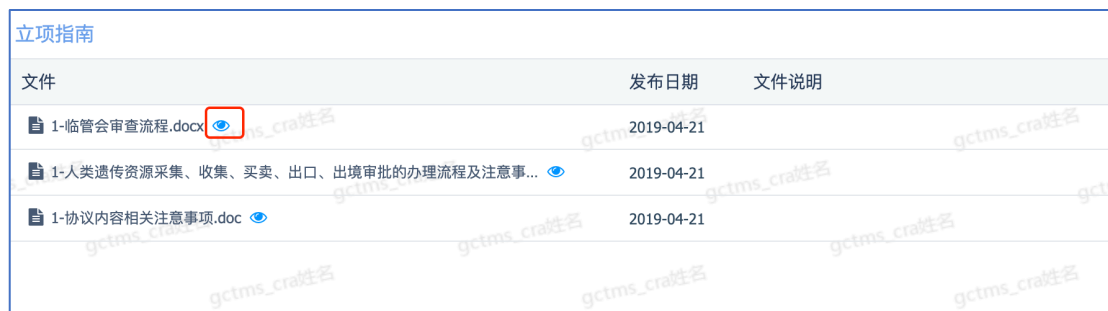 立项指南
文件 发布日期 文件说明
1-临管会审查流程.docx 2019-04-21
1-人类遗传资源采集、收集、买卖、出口、出境审批的办理流程及注意事... 2019-04-21
1-协议内容相关注意事项.doc 2019-04-21
gctms_cra姓名